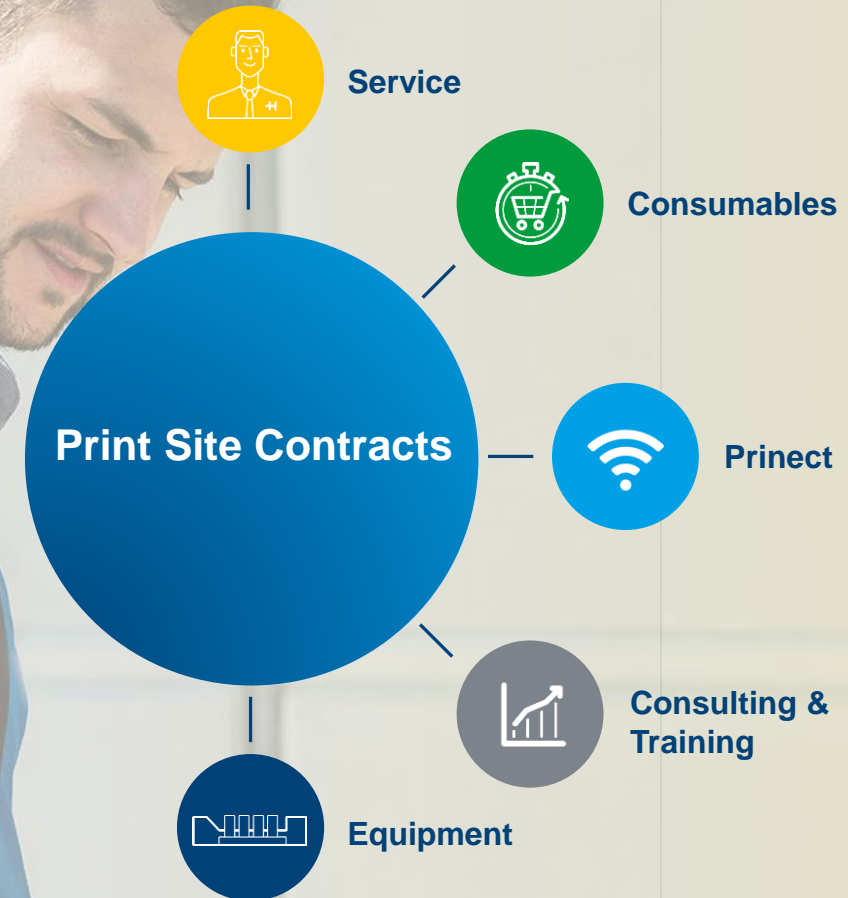 Service
Consumables
Print Site Contracts
Prinect
Consulting &
Training
Equipment